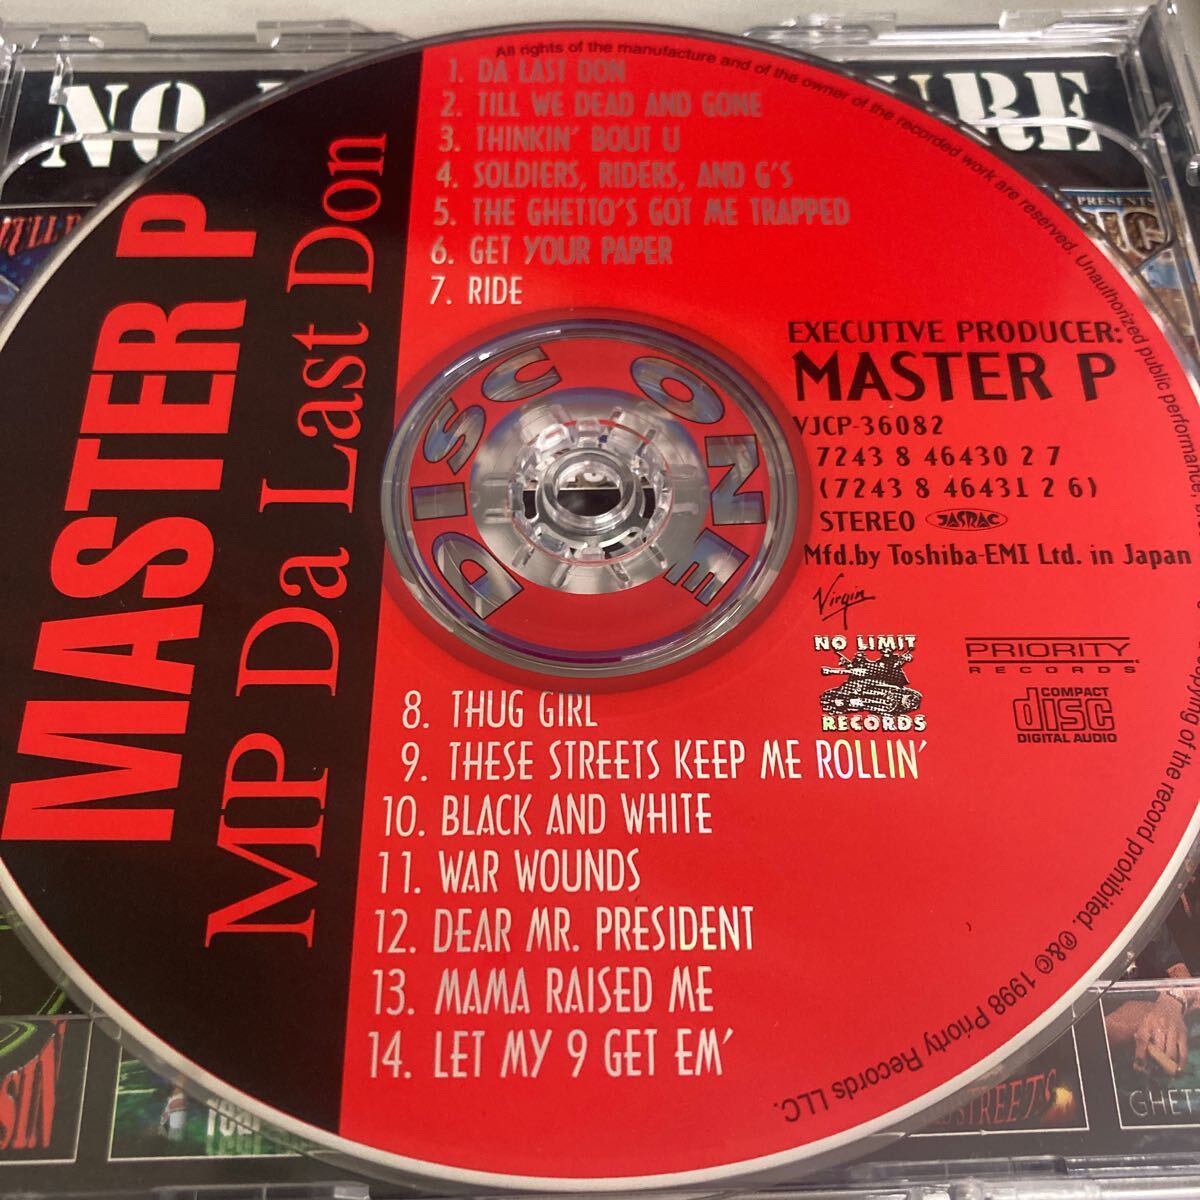 NO
URE
MASTER P
MP Da Last Don
1. DA LAST DON
2. TILL WE DEAD AND GONE
3. THINKIN' BOUT U
4. SOLDIERS, RIDERS, AND G'S
5. THE GHETTO'S GOT ME TRAPPED
6. GET YOUR PAPER
7. RIDE
DISC ONE
EXECUTIVE PRODUCER:
MASTER P
VJCP-36082
7243 8 46430 2 7
(7243 8 46431 2 6)
STEREO JASRAC
Mfd.by Toshiba-EMI Ltd. in Japan
Virgin
NO LIMIT
RECORDS
PRIORITY
RECORDS
COMPACT
disc
DIGITAL AUDIO
8. THUG GIRL
9. THESE STREETS KEEP ME ROLLIN'
10. BLACK AND WHITE
11. WAR WOUNDS
12. DEAR MR. PRESIDENT
13. MAMA RAISED ME
14. LET MY 9 GET EM'
All rights of the manufacture and of the owner of the recorded work are reserved. Unauthorized public performance, copying of the record prohibited. ℗&© 1998 Priorty Records LLC.
PRESENTS
SIN
STREETS
GHET